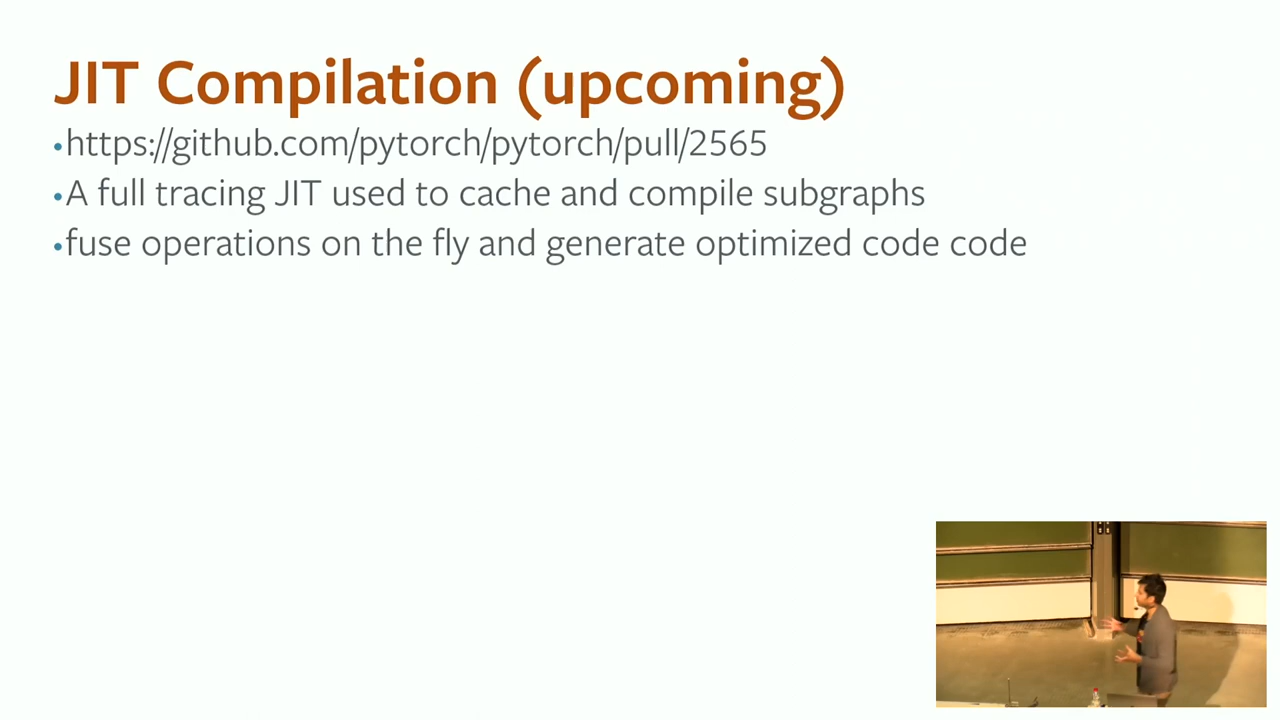 JIT Compilation (upcoming)
•https://github.com/pytorch/pytorch/pull/2565
•A full tracing JIT used to cache and compile subgraphs
•fuse operations on the fly and generate optimized code code